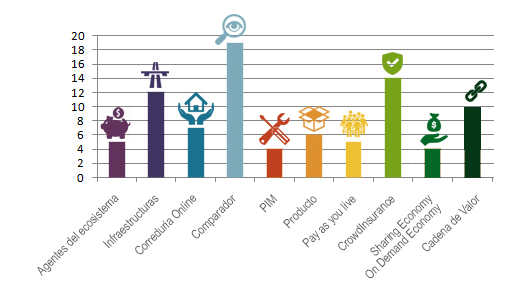 20
18
16
14
12
10
8
6
4
2
0
$
$
Agentes del ecosistema
Infraestructuras
Correduria Online
Comparador
PIM
Producto
Pay as you live
CrowdInsurance
Sharing Economy
On Demand Economy
Cadena de Valor